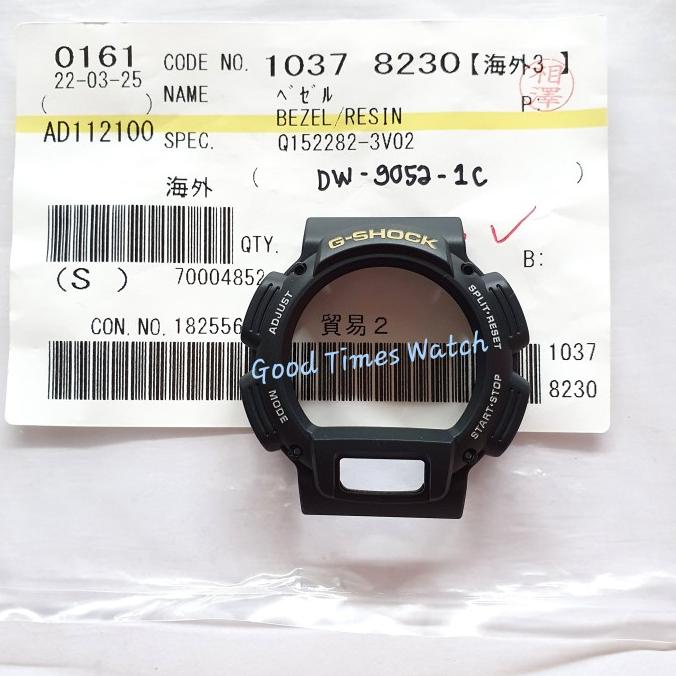 0161 CODE NO. 1037 8230【海外3 】
22-03-25
相澤
( ) NAME ﾍﾞｾﾞﾙ P:
BEZEL/RESIN
AD112100 SPEC. Q152282-3V02
海外 ( DW-9052-1C )
QTY. B:
(S ) 70004852
CON.NO.182556 貿易2
1037
8230
G-SHOCK
ADJUST
SPLIT·RESET
MODE
START·STOP
Good Times Watch